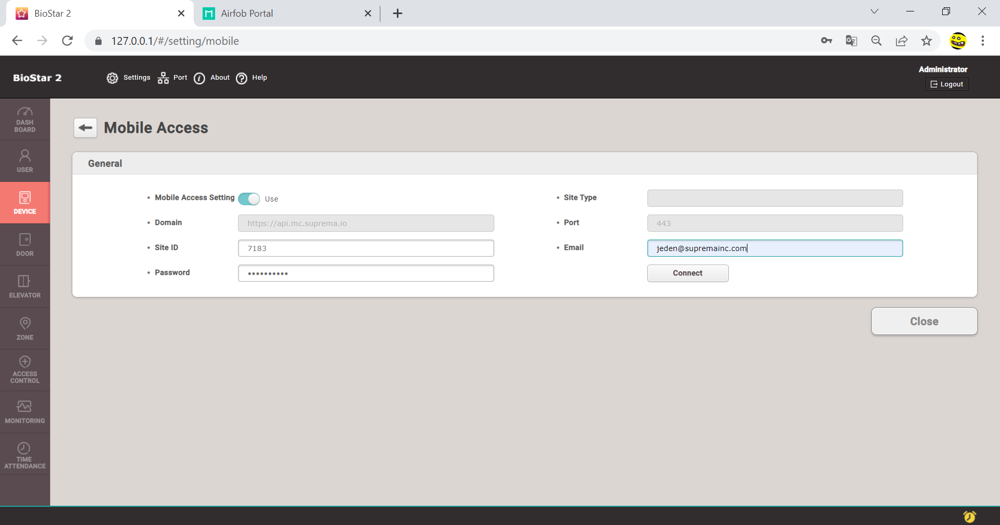 BioStar 2
Airfob Portal
127.0.0.1/#/setting/mobile
BioStar 2
Settings
Port
About
Help
Administrator
Logout
DASH
BOARD
USER
DEVICE
DOOR
ELEVATOR
ZONE
ACCESS
CONTROL
MONITORING
TIME
ATTENDANCE
Mobile Access
General
• Mobile Access Setting
Use
• Site Type
• Domain
https://api.mc.suprema.io
• Port
443
• Site ID
7183
• Email
jeden@supremainc.com
• Password
••••••••••
Connect
Close